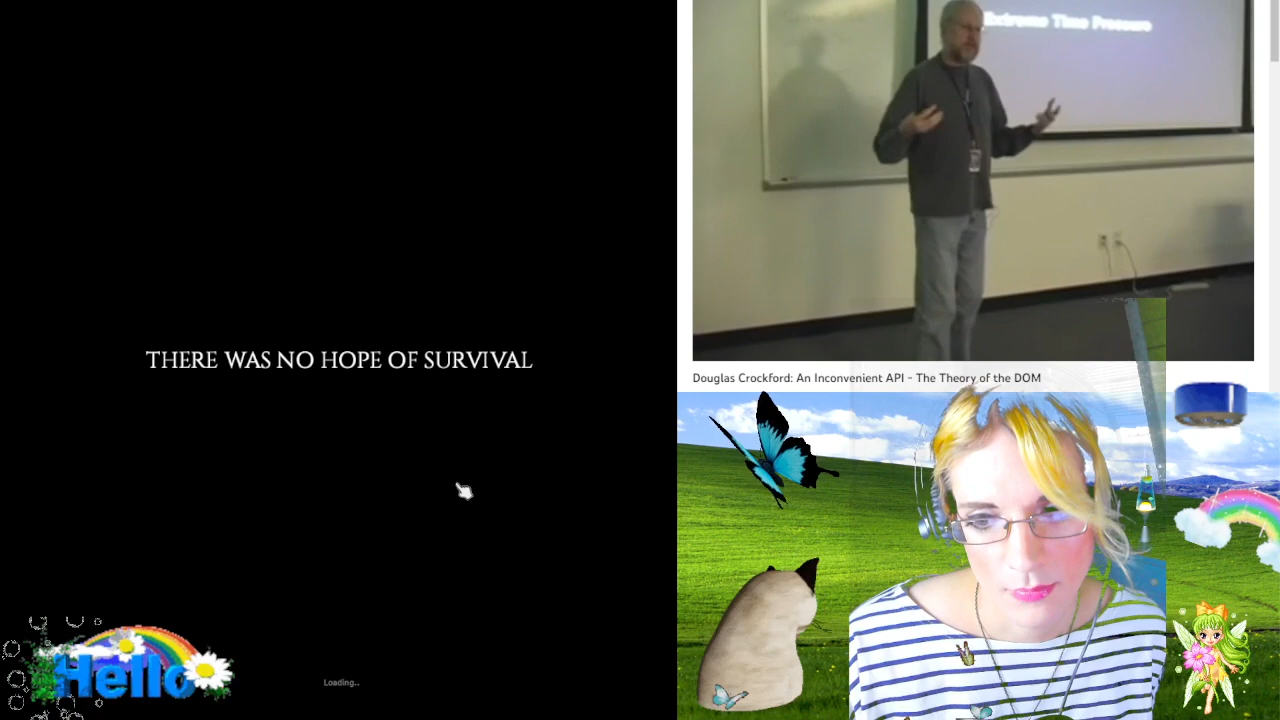 Extreme Time Pressure
THERE WAS NO HOPE OF SURVIVAL
Douglas Crockford: An Inconvenient API - The Theory of the DOM
Hello
Loading..